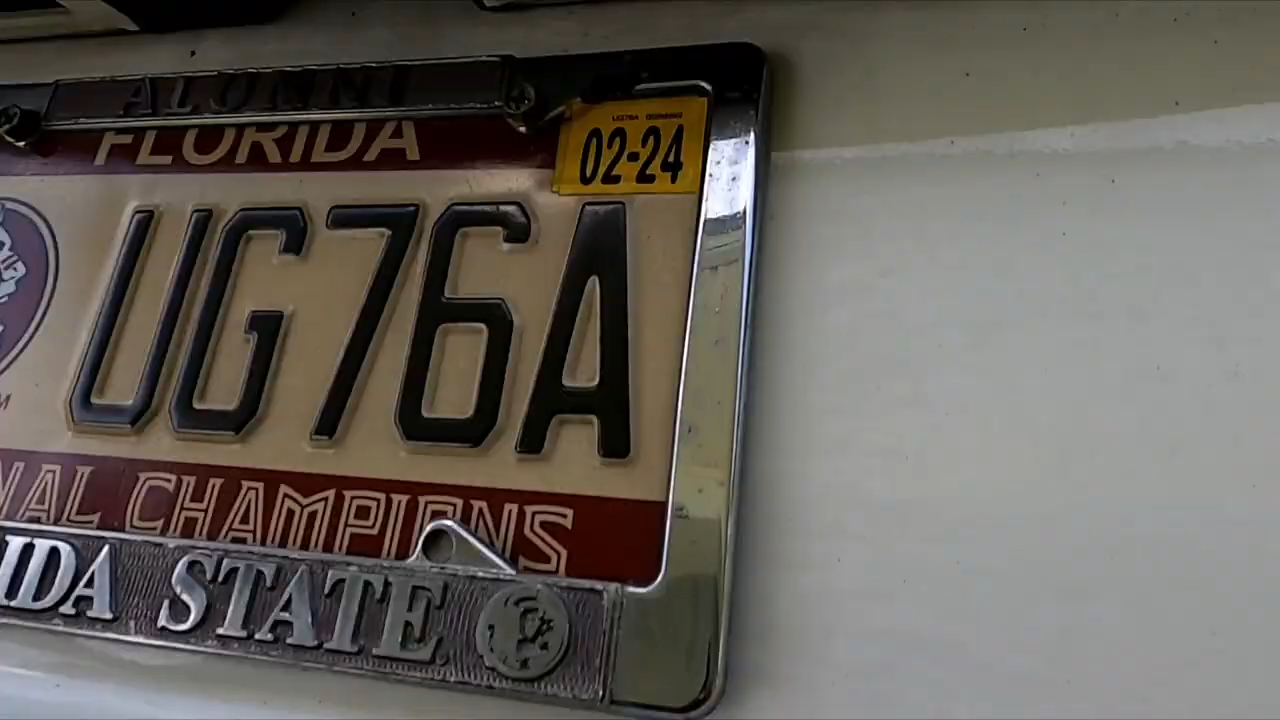 ALUMNI
FLORIDA
02-24
UG76A
NAL CHAMPIONS
IDA STATE